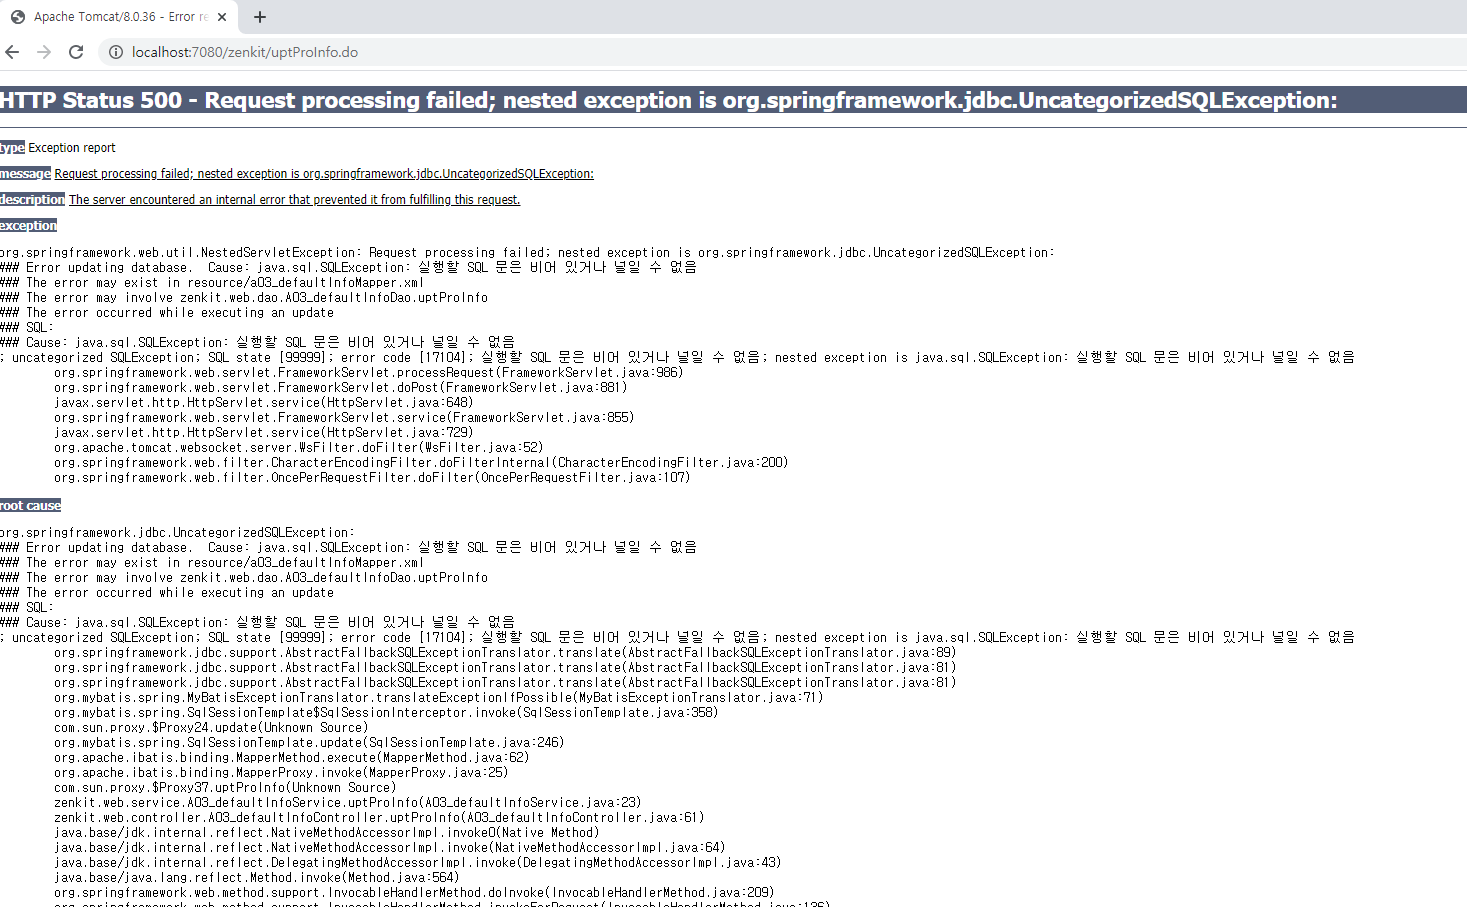 Apache Tomcat/8.0.36 - Error re
localhost:7080/zenkit/uptProInfo.do
HTTP Status 500 - Request processing failed; nested exception is org.springframework.jdbc.UncategorizedSQLException:
type Exception report
message Request processing failed; nested exception is org.springframework.jdbc.UncategorizedSQLException:
description The server encountered an internal error that prevented it from fulfilling this request.
exception
org.springframework.web.util.NestedServletException: Request processing failed; nested exception is org.springframework.jdbc.UncategorizedSQLException:
### Error updating database.  Cause: java.sql.SQLException: 실행할 SQL 문은 비어 있거나 널일 수 없음
### The error may exist in resource/a03_defaultInfoMapper.xml
### The error may involve zenkit.web.dao.A03_defaultInfoDao.uptProInfo
### The error occurred while executing an update
### SQL:
### Cause: java.sql.SQLException: 실행할 SQL 문은 비어 있거나 널일 수 없음
; uncategorized SQLException; SQL state [99999]; error code [17104]; 실행할 SQL 문은 비어 있거나 널일 수 없음; nested exception is java.sql.SQLException: 실행할 SQL 문은 비어 있거나 널일 수 없음
org.springframework.web.servlet.FrameworkServlet.processRequest(FrameworkServlet.java:986)
org.springframework.web.servlet.FrameworkServlet.doPost(FrameworkServlet.java:881)
javax.servlet.http.HttpServlet.service(HttpServlet.java:648)
org.springframework.web.servlet.FrameworkServlet.service(FrameworkServlet.java:855)
javax.servlet.http.HttpServlet.service(HttpServlet.java:729)
org.apache.tomcat.websocket.server.WsFilter.doFilter(WsFilter.java:52)
org.springframework.web.filter.CharacterEncodingFilter.doFilterInternal(CharacterEncodingFilter.java:200)
org.springframework.web.filter.OncePerRequestFilter.doFilter(OncePerRequestFilter.java:107)
root cause
org.springframework.jdbc.UncategorizedSQLException:
### Error updating database.  Cause: java.sql.SQLException: 실행할 SQL 문은 비어 있거나 널일 수 없음
### The error may exist in resource/a03_defaultInfoMapper.xml
### The error may involve zenkit.web.dao.A03_defaultInfoDao.uptProInfo
### The error occurred while executing an update
### SQL:
### Cause: java.sql.SQLException: 실행할 SQL 문은 비어 있거나 널일 수 없음
; uncategorized SQLException; SQL state [99999]; error code [17104]; 실행할 SQL 문은 비어 있거나 널일 수 없음; nested exception is java.sql.SQLException: 실행할 SQL 문은 비어 있거나 널일 수 없음
org.springframework.jdbc.support.AbstractFallbackSQLExceptionTranslator.translate(AbstractFallbackSQLExceptionTranslator.java:89)
org.springframework.jdbc.support.AbstractFallbackSQLExceptionTranslator.translate(AbstractFallbackSQLExceptionTranslator.java:81)
org.springframework.jdbc.support.AbstractFallbackSQLExceptionTranslator.translate(AbstractFallbackSQLExceptionTranslator.java:81)
org.mybatis.spring.MyBatisExceptionTranslator.translateExceptionIfPossible(MyBatisExceptionTranslator.java:71)
org.mybatis.spring.SqlSessionTemplate$SqlSessionInterceptor.invoke(SqlSessionTemplate.java:358)
com.sun.proxy.$Proxy24.update(Unknown Source)
org.mybatis.spring.SqlSessionTemplate.update(SqlSessionTemplate.java:246)
org.apache.ibatis.binding.MapperMethod.execute(MapperMethod.java:62)
org.apache.ibatis.binding.MapperProxy.invoke(MapperProxy.java:25)
com.sun.proxy.$Proxy37.uptProInfo(Unknown Source)
zenkit.web.service.A03_defaultInfoService.uptProInfo(A03_defaultInfoService.java:23)
zenkit.web.controller.A03_defaultInfoController.uptProInfo(A03_defaultInfoController.java:61)
java.base/jdk.internal.reflect.NativeMethodAccessorImpl.invoke0(Native Method)
java.base/jdk.internal.reflect.NativeMethodAccessorImpl.invoke(NativeMethodAccessorImpl.java:64)
java.base/jdk.internal.reflect.DelegatingMethodAccessorImpl.invoke(DelegatingMethodAccessorImpl.java:43)
java.base/java.lang.reflect.Method.invoke(Method.java:564)
org.springframework.web.method.support.InvocableHandlerMethod.doInvoke(InvocableHandlerMethod.java:209)
org.springframework.web.method.support.InvocableHandlerMethod.invokeForRequest(InvocableHandlerMethod.java:136)